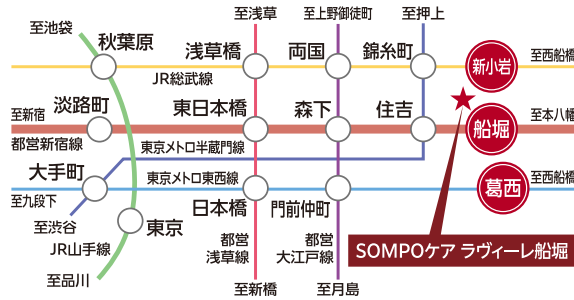 至浅草
至上野御徒町
至押上
至池袋
秋葉原
浅草橋
両国
錦糸町
新小岩
至西船橋
JR総武線
淡路町
東日本橋
森下
住吉
至新宿
船堀
至本八幡
都営新宿線
東京メトロ半蔵門線
大手町
東京メトロ東西線
至西船橋
葛西
至九段下
日本橋
門前仲町
至渋谷
東京
JR山手線
都営
浅草線
都営
大江戸線
SOMPOケア ラヴィーレ船堀
至品川
至新橋
至月島